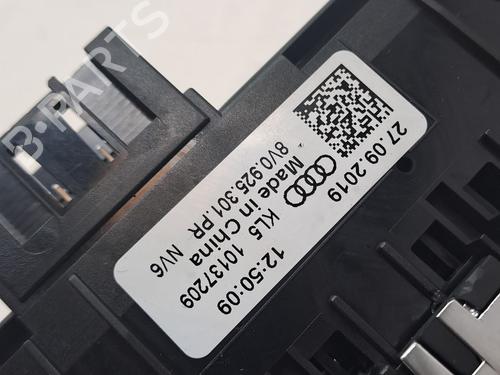 27.09.2019
8V0.925.301.PR NV6
Made in China
KL5 10137209
12:50:09
B-PARTS